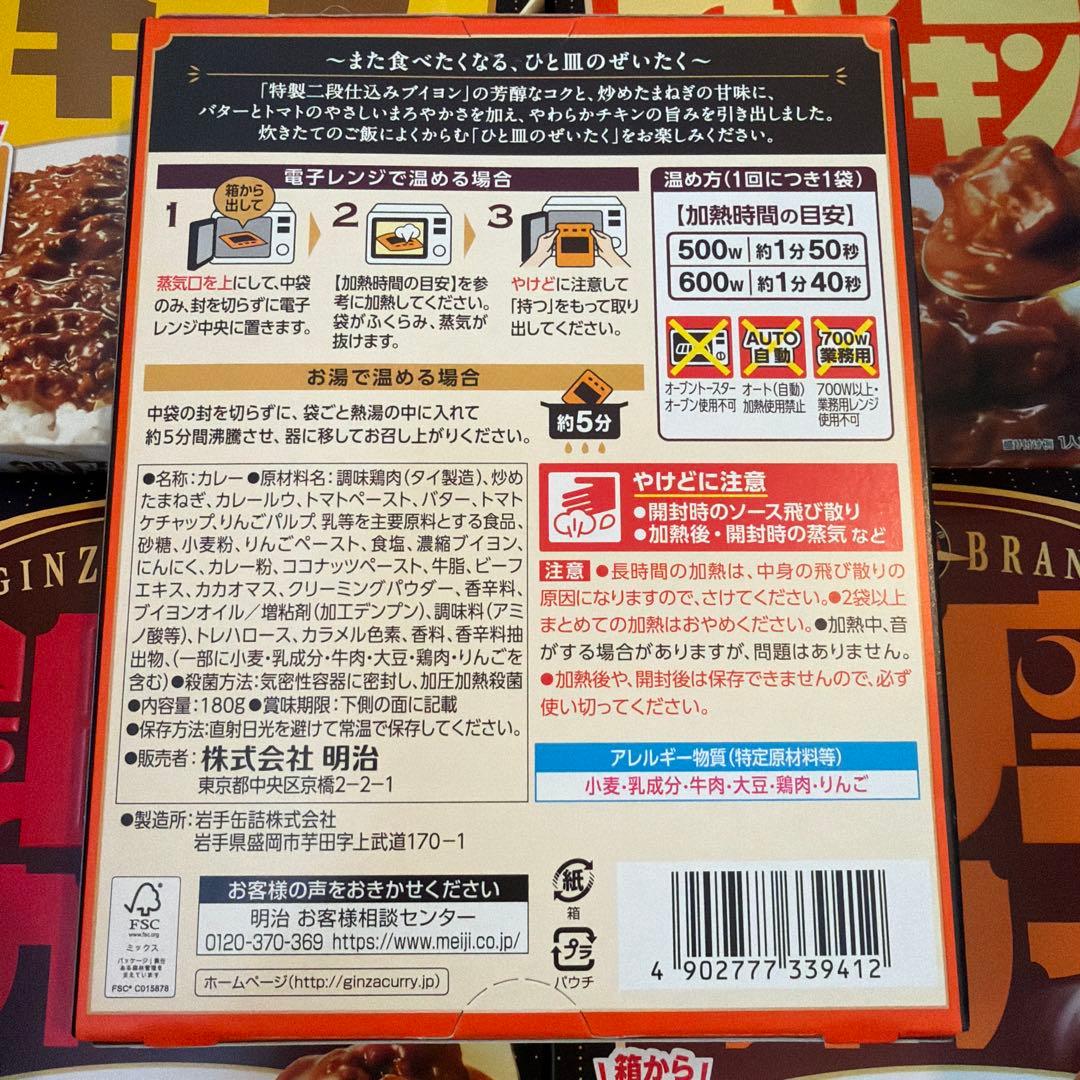 ～また食べたくなる、ひと皿のぜいたく～
「特製二段仕込みブイヨン」の芳醇なコクと、炒めたまねぎの甘味に、
バターとトマトのやさしいまろやかさを加え、やわらかチキンの旨みを引き出しました。
炊きたてのご飯によくからむ「ひと皿のぜいたく」をお楽しみください。
電子レンジで温める場合
1
箱から
出して
蒸気口を上にして、中袋
のみ、封を切らずに電子
レンジ中央に置きます。
2
【加熱時間の目安】を参
考に加熱してください。
袋がふくらみ、蒸気が
抜けます。
3
やけどに注意して
「持つ」をもって取り
出してください。
温め方(1回につき1袋)
【加熱時間の目安】
500W 約1分50秒
600W 約1分40秒
オーブントースター
オーブン使用不可
AUTO
自動
オート(自動)
加熱使用禁止
700W
業務用
700W以上・
業務用レンジ
使用不可
お湯で温める場合
中袋の封を切らずに、袋ごと熱湯の中に入れて
約5分間沸騰させ、器に移してお召し上がりください。
約5分
●名称:カレー●原材料名:調味鶏肉(タイ製造)、炒め
たまねぎ、カレールウ、トマトペースト、バター、トマト
ケチャップ、りんごパルプ、乳等を主要原料とする食品、
砂糖、小麦粉、りんごペースト、食塩、濃縮ブイヨン、
にんにく、カレー粉、ココナッツペースト、牛脂、ビーフ
エキス、カカオマス、クリーミングパウダー、香辛料、
ブイヨンオイル／増粘剤(加工デンプン)、調味料(アミ
ノ酸等)、トレハロース、カラメル色素、香料、香辛料抽
出物、(一部に小麦・乳成分・牛肉・大豆・鶏肉・りんごを
含む)●殺菌方法:気密性容器に密封し、加圧加熱殺菌
●内容量:180g●賞味期限:下側の面に記載
●保存方法:直射日光を避けて常温で保存してください。
●販売者:株式会社 明治
東京都中央区京橋2-2-1
●製造所:岩手缶詰株式会社
岩手県盛岡市芋田字上武道170-1
やけどに注意
●開封時のソース飛び散り
●加熱後・開封時の蒸気 など
注意 ●長時間の加熱は、中身の飛び散りの
原因になりますので、さけてください。●2袋以上
まとめての加熱はおやめください。●加熱中、音
がする場合がありますが、問題はありません。
●加熱後や、開封後は保存できませんので、必ず
使い切ってください。
アレルギー物質(特定原材料等)
小麦・乳成分・牛肉・大豆・鶏肉・りんご
FSC
www.fsc.org
ミックス
パッケージ|責任
ある森林管理を
支えています
FSC® C015878
お客様の声をおきかせください
明治 お客様相談センター
0120-370-369 https://www.meiji.co.jp/
ホームページ(http://ginzacurry.jp)
紙
箱
プラ
パウチ
4 902777 339412
GINZ
BRAN
キン
箱から